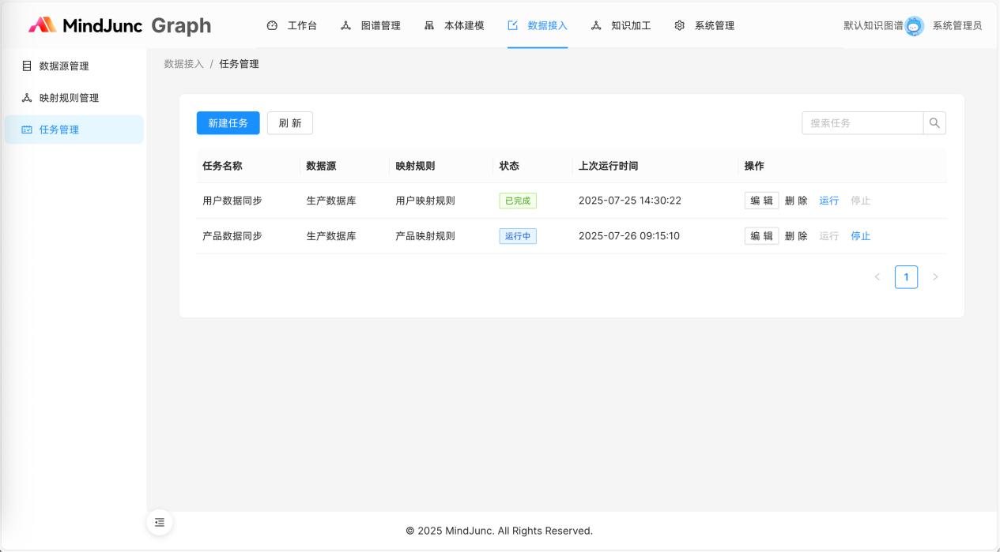 MindJunc Graph 工作台 图谱管理 本体建模 数据接入 知识加工 系统管理 默认知识图谱 系统管理员
数据源管理
映射规则管理
任务管理
数据接入 / 任务管理
新建任务 刷 新 搜索任务
任务名称 数据源 映射规则 状态 上次运行时间 操作
用户数据同步 生产数据库 用户映射规则 已完成 2025-07-25 14:30:22 编 辑 删 除 运行 停止
产品数据同步 生产数据库 产品映射规则 运行中 2025-07-26 09:15:10 编 辑 删 除 运行 停止
< 1 >
© 2025 MindJunc. All Rights Reserved.